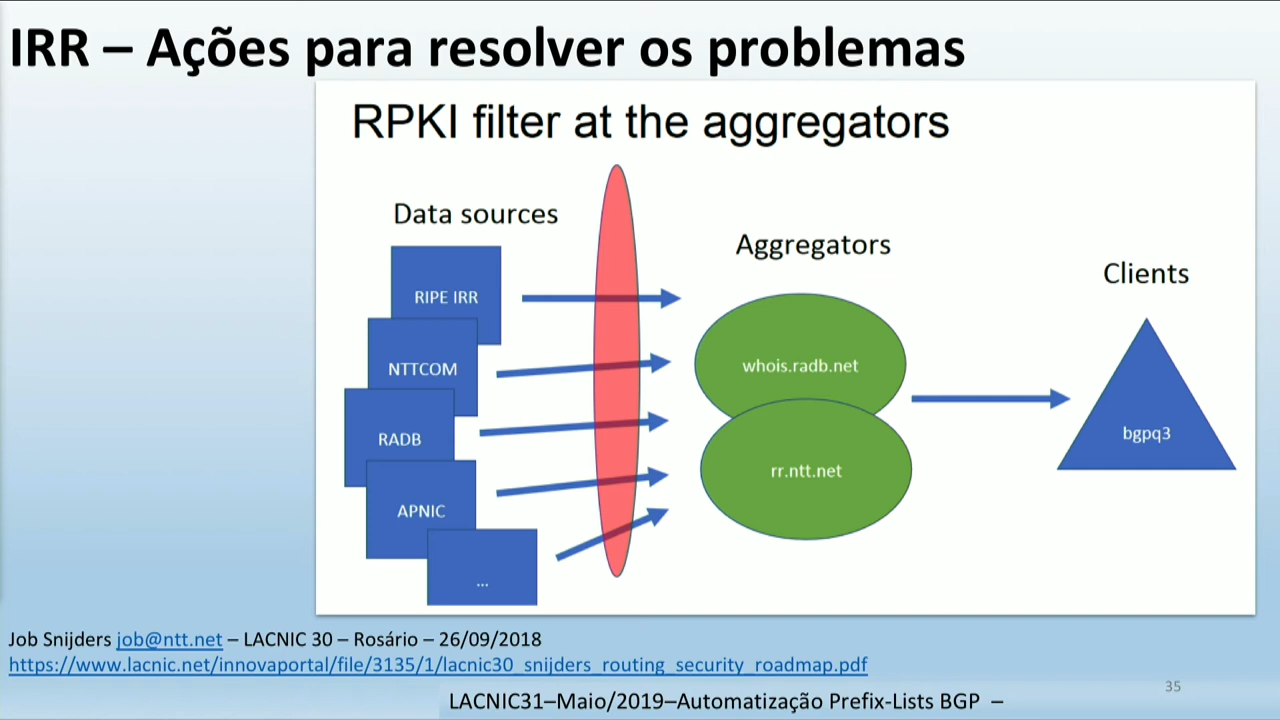 IRR – Ações para resolver os problemas
RPKI filter at the aggregators
Data sources
Aggregators
Clients
RIPE IRR
NTTCOM
RADB
APNIC
...
whois.radb.net
rr.ntt.net
bgpq3
Job Snijders job@ntt.net – LACNIC 30 – Rosário – 26/09/2018
https://www.lacnic.net/innovaportal/file/3135/1/lacnic30_snijders_routing_security_roadmap.pdf
35
LACNIC31–Maio/2019–Automatização Prefix-Lists BGP –